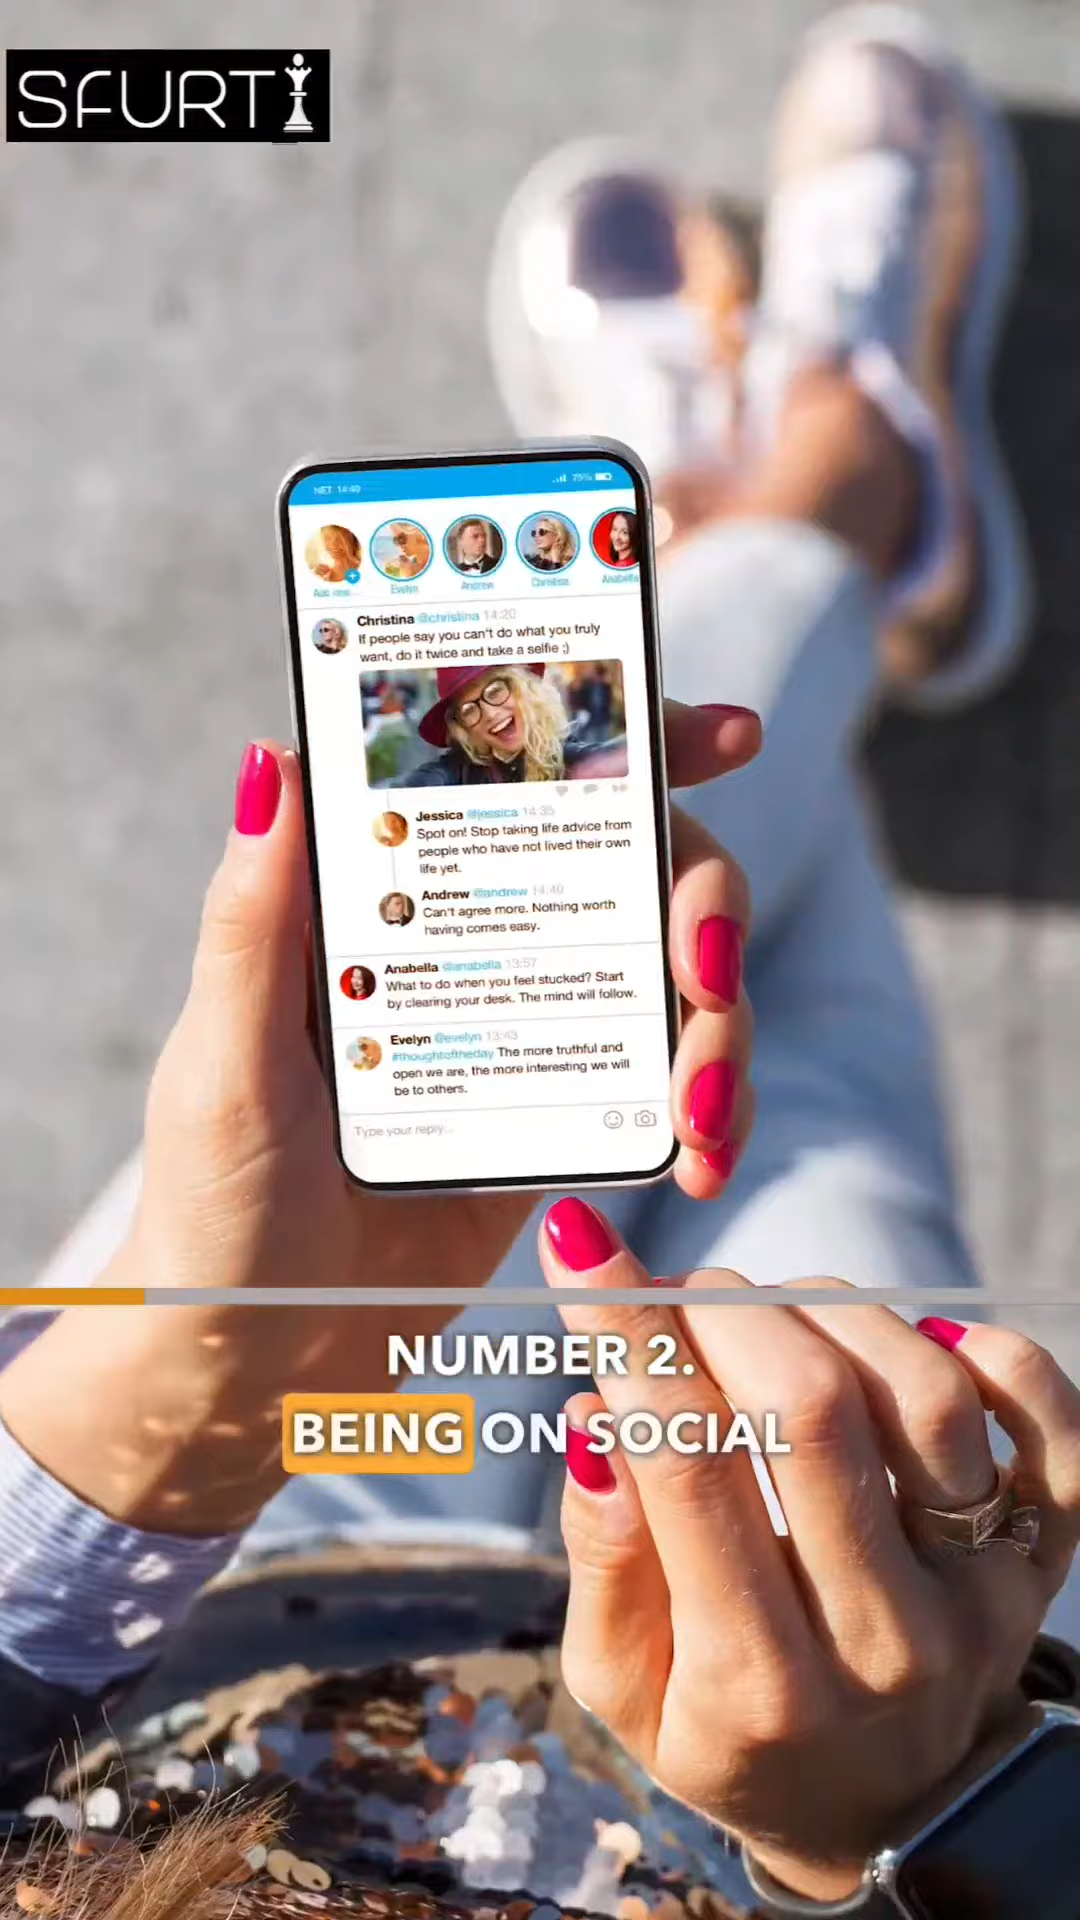 SFURTI
NET 14:40
75%
Add new
Evelyn
Andrew
Christina
Anabella
Christina @christina 14:20
If people say you can't do what you truly
want, do it twice and take a selfie ;)
Jessica @jessica 14:35
Spot on! Stop taking life advice from
people who have not lived their own
life yet.
Andrew @andrew 14:40
Can't agree more. Nothing worth
having comes easy.
Anabella @anabella 13:57
What to do when you feel stucked? Start
by clearing your desk. The mind will follow.
Evelyn @evelyn 13:43
#thoughtoftheday The more truthful and
open we are, the more interesting we will
be to others.
Type your reply...
NUMBER 2.
BEING ON SOCIAL